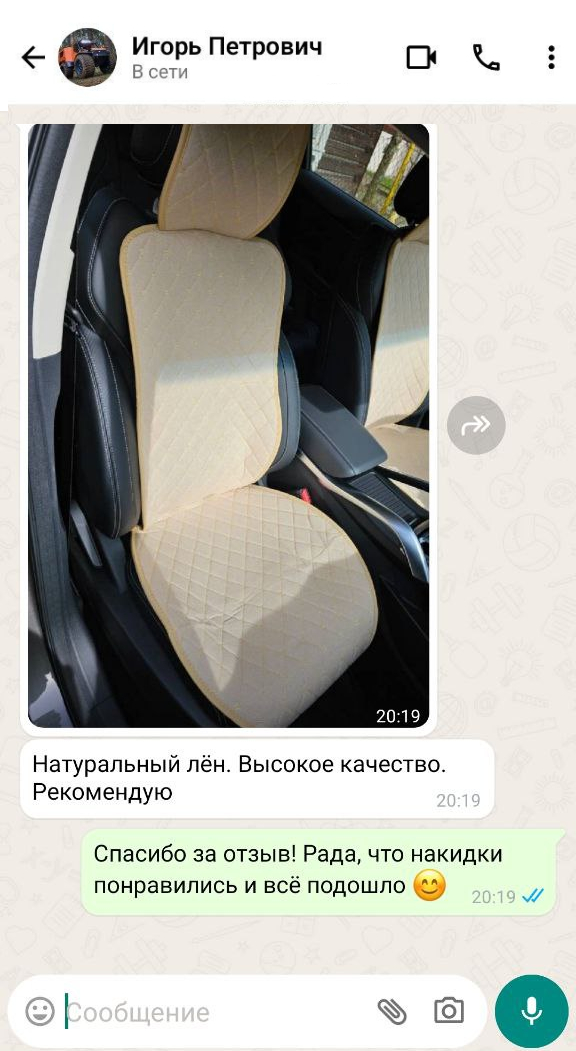 Игорь Петрович
В сети
20:19
Натуральный лён. Высокое качество.
Рекомендую
20:19
Спасибо за отзыв! Рада, что накидки
понравились и всё подошло 😊
20:19
Сообщение